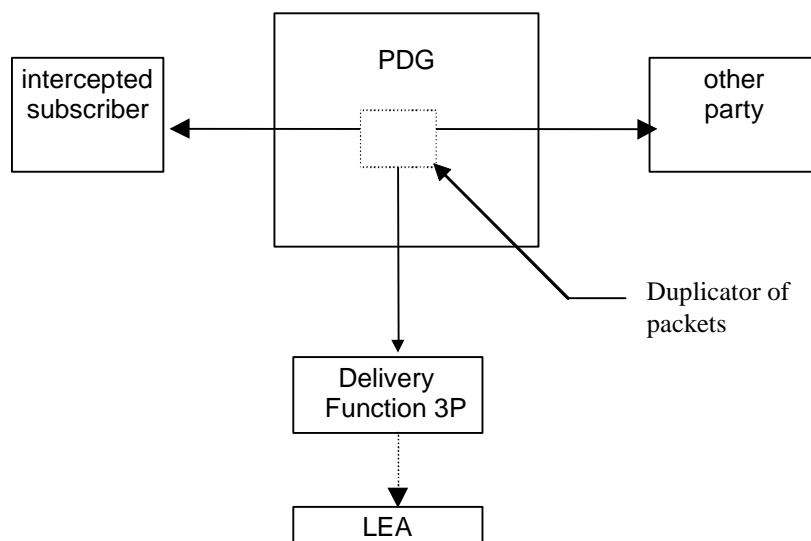 PDG
intercepted
subscriber
other
party
Duplicator of
packets
Delivery
Function 3P
LEA